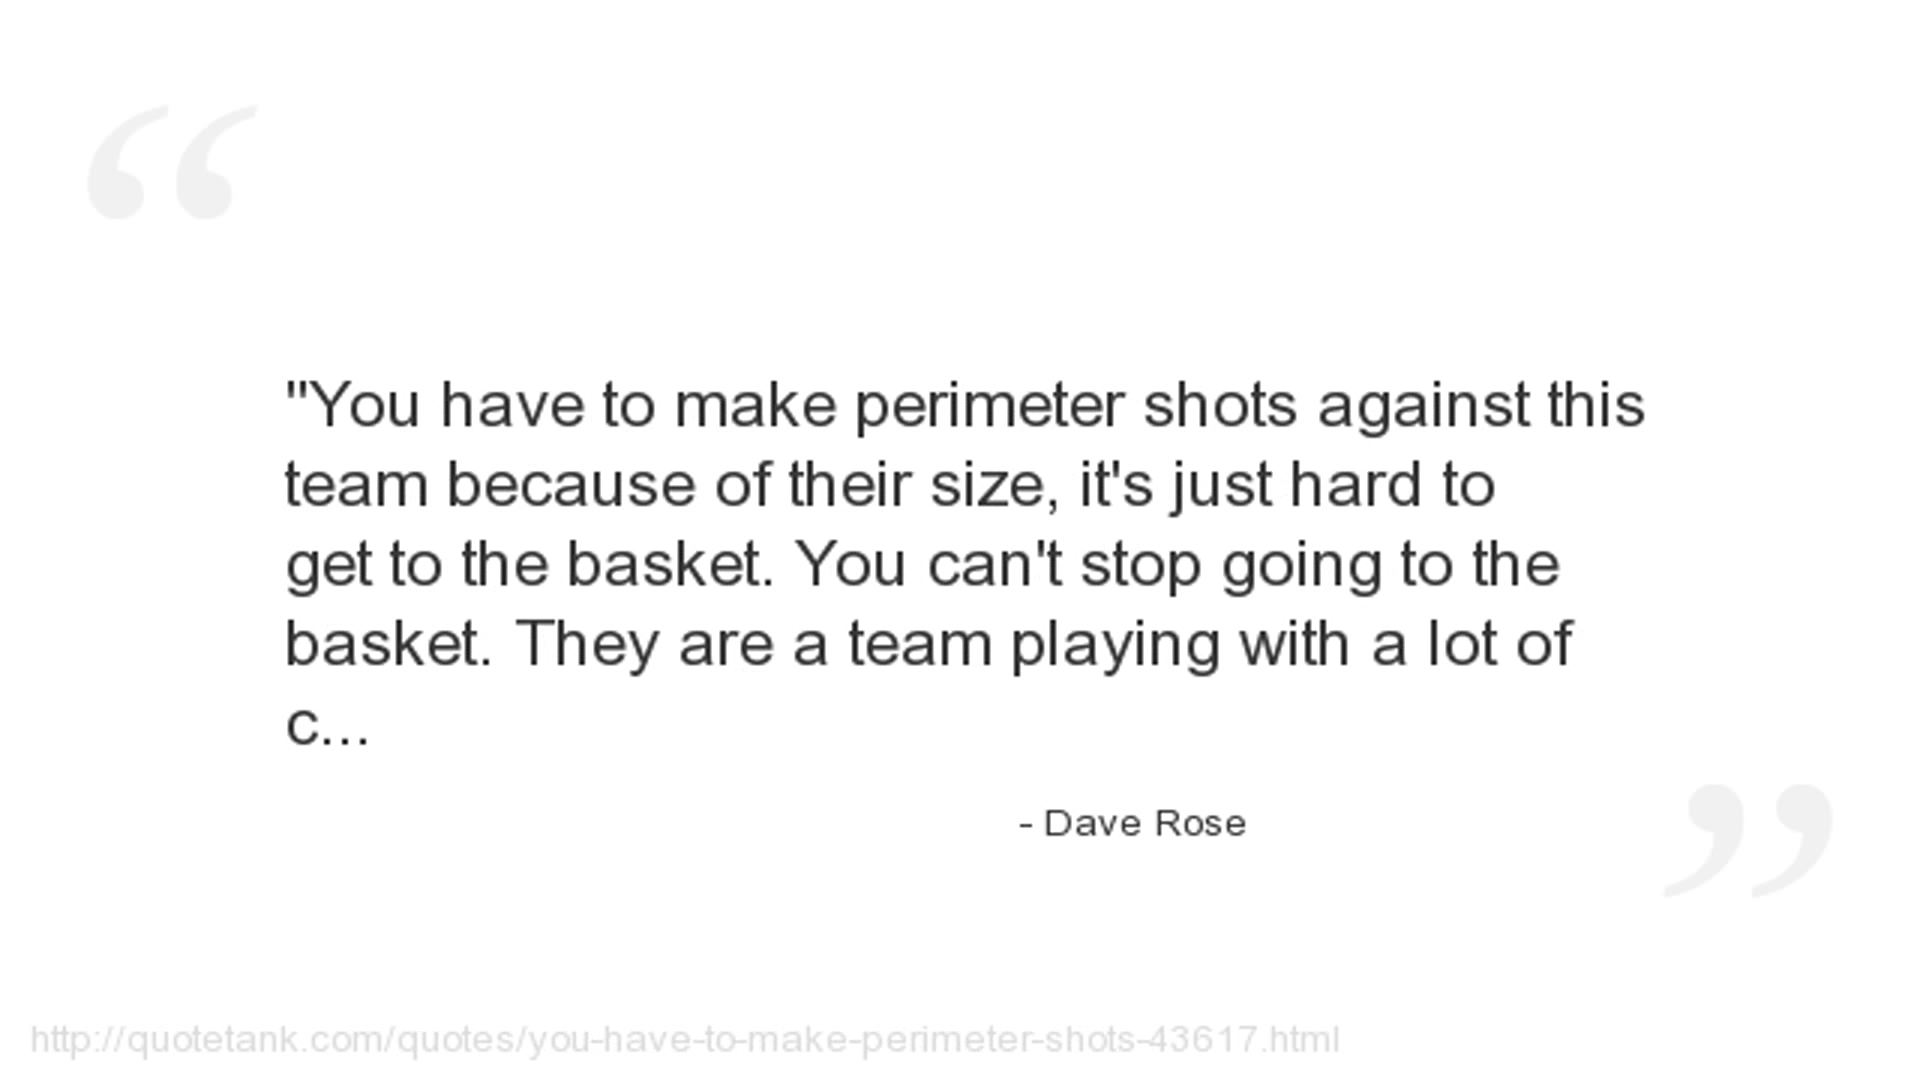 "You have to make perimeter shots against this
team because of their size, it's just hard to
get to the basket. You can't stop going to the
basket. They are a team playing with a lot of
c...
- Dave Rose
http://quotetank.com/quotes/you-have-to-make-perimeter-shots-43617.html